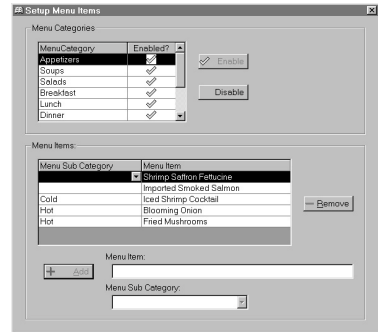 Setup Menu Items
Menu Categories
MenuCategory Enabled?
Appetizers
Soups
Salads
Breakfast
Lunch
Dinner
Enable
Disable
Menu Items:
Menu Sub Category Menu Item
Shrimp Saffron Fettucine
Imported Smoked Salmon
Cold Iced Shrimp Cocktail
Hot Blooming Onion
Hot Fried Mushrooms
Remove
Menu Item:
Add
Menu Sub Category: